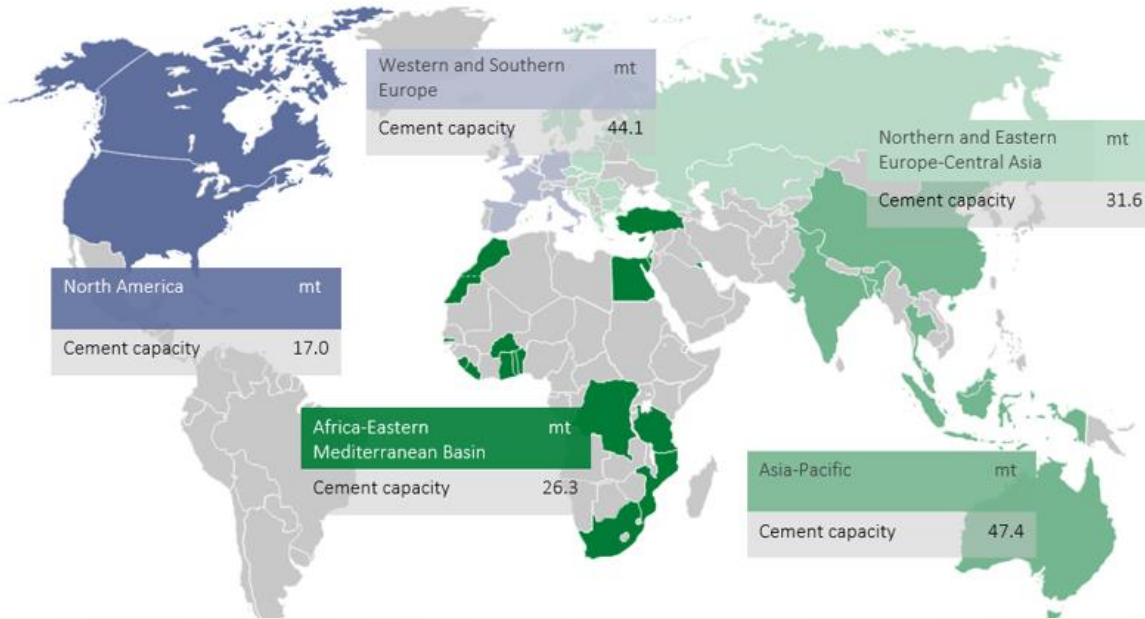 Western and Southern mt
Europe
Cement capacity 44.1
Northern and Eastern mt
Europe-Central Asia
Cement capacity 31.6
North America mt
Cement capacity 17.0
Africa-Eastern mt
Mediterranean Basin
Cement capacity 26.3
Asia-Pacific mt
Cement capacity 47.4